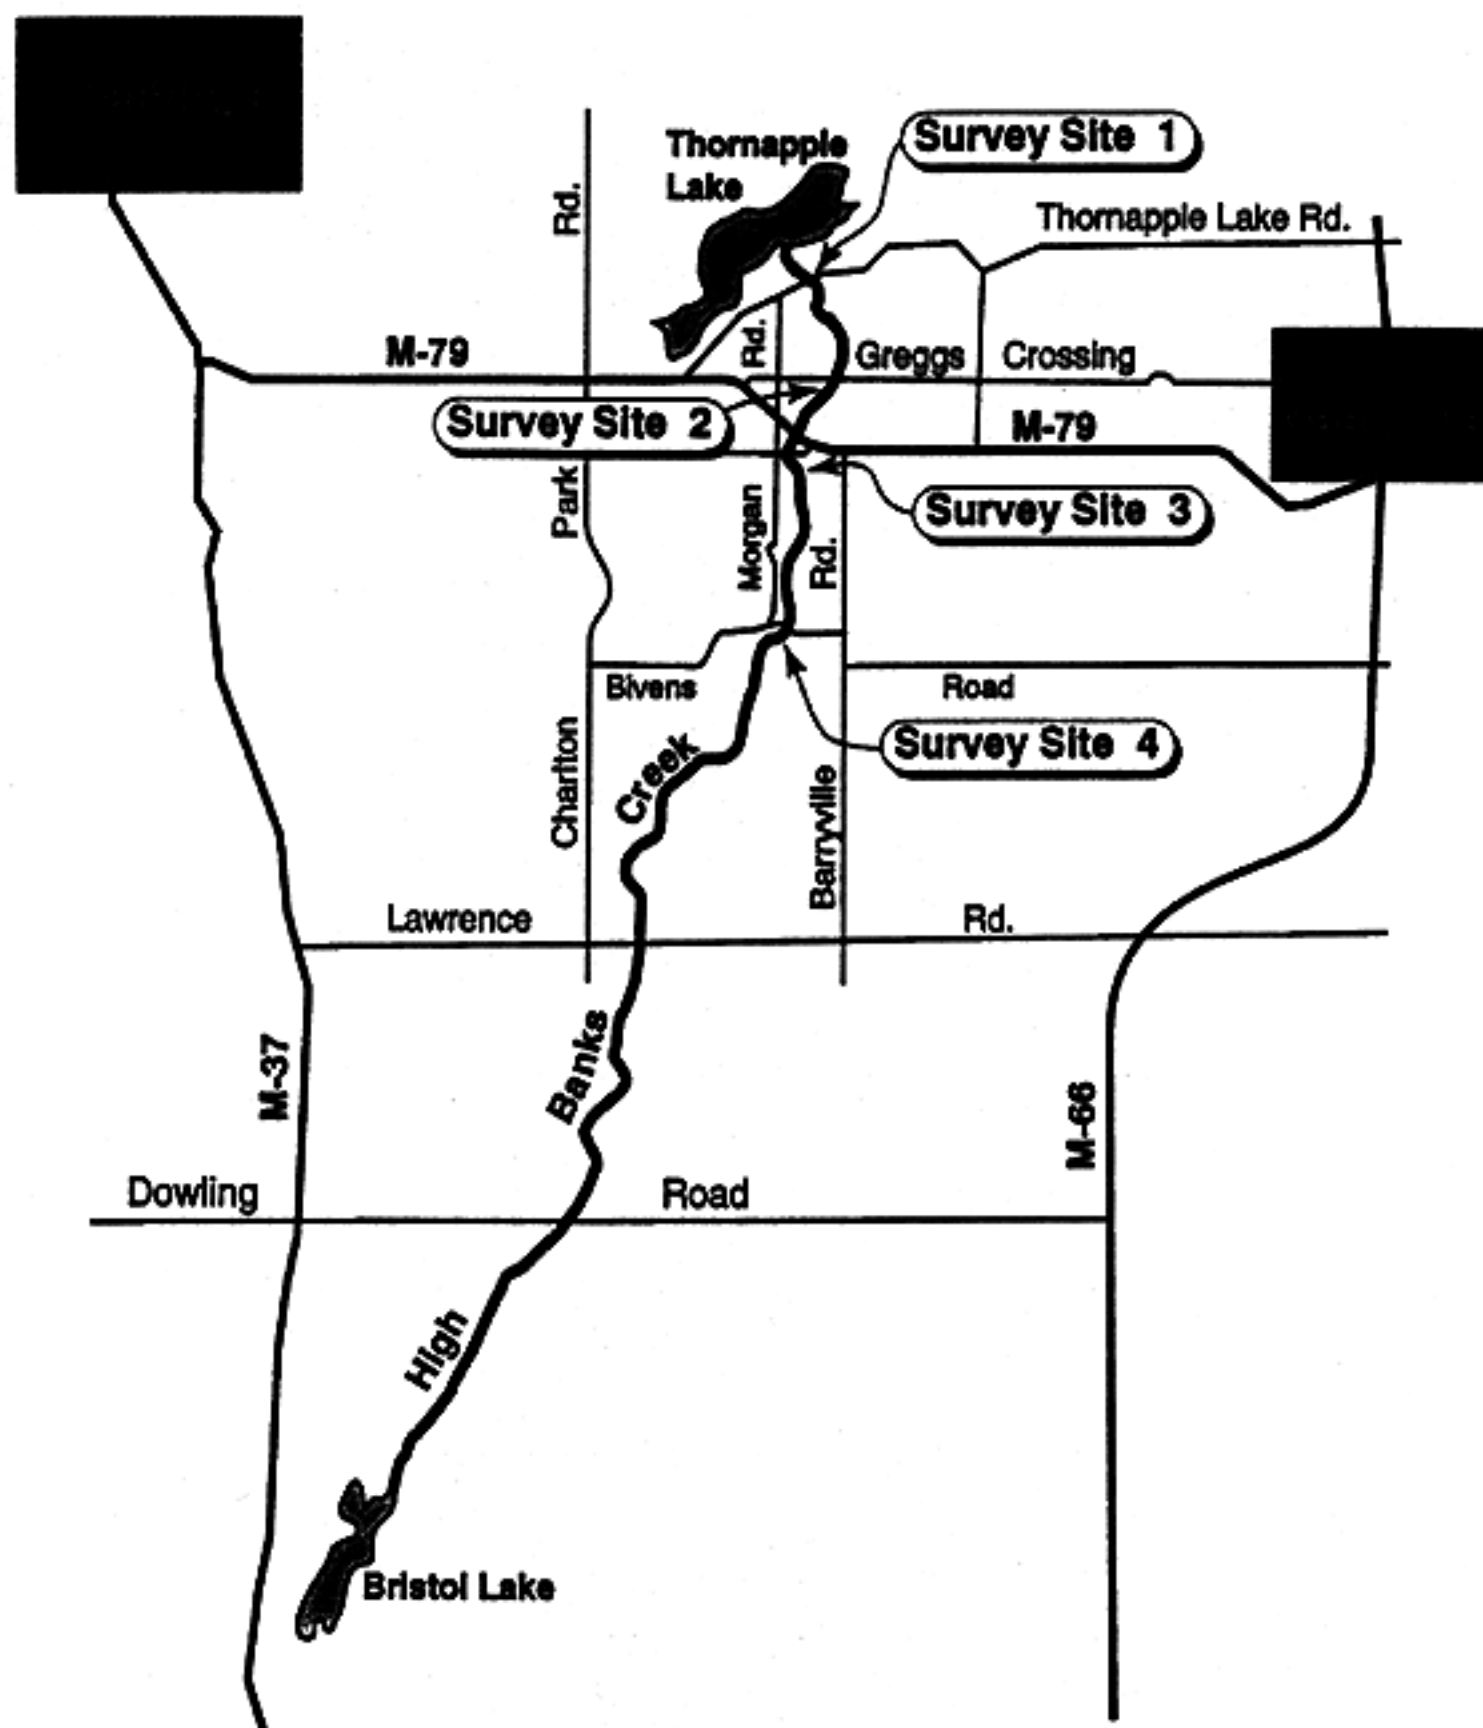 Survey Site 1
Thornapple
Lake
Thornapple Lake Rd.
Rd.
Rd.
M-79
Greggs Crossing
Survey Site 2
M-79
Park
Morgan
Survey Site 3
Rd.
Bivens
Road
Survey Site 4
Creek
Charlton
Barryville
Lawrence
Rd.
Banks
M-37
M-66
Dowling
Road
High
Bristol Lake